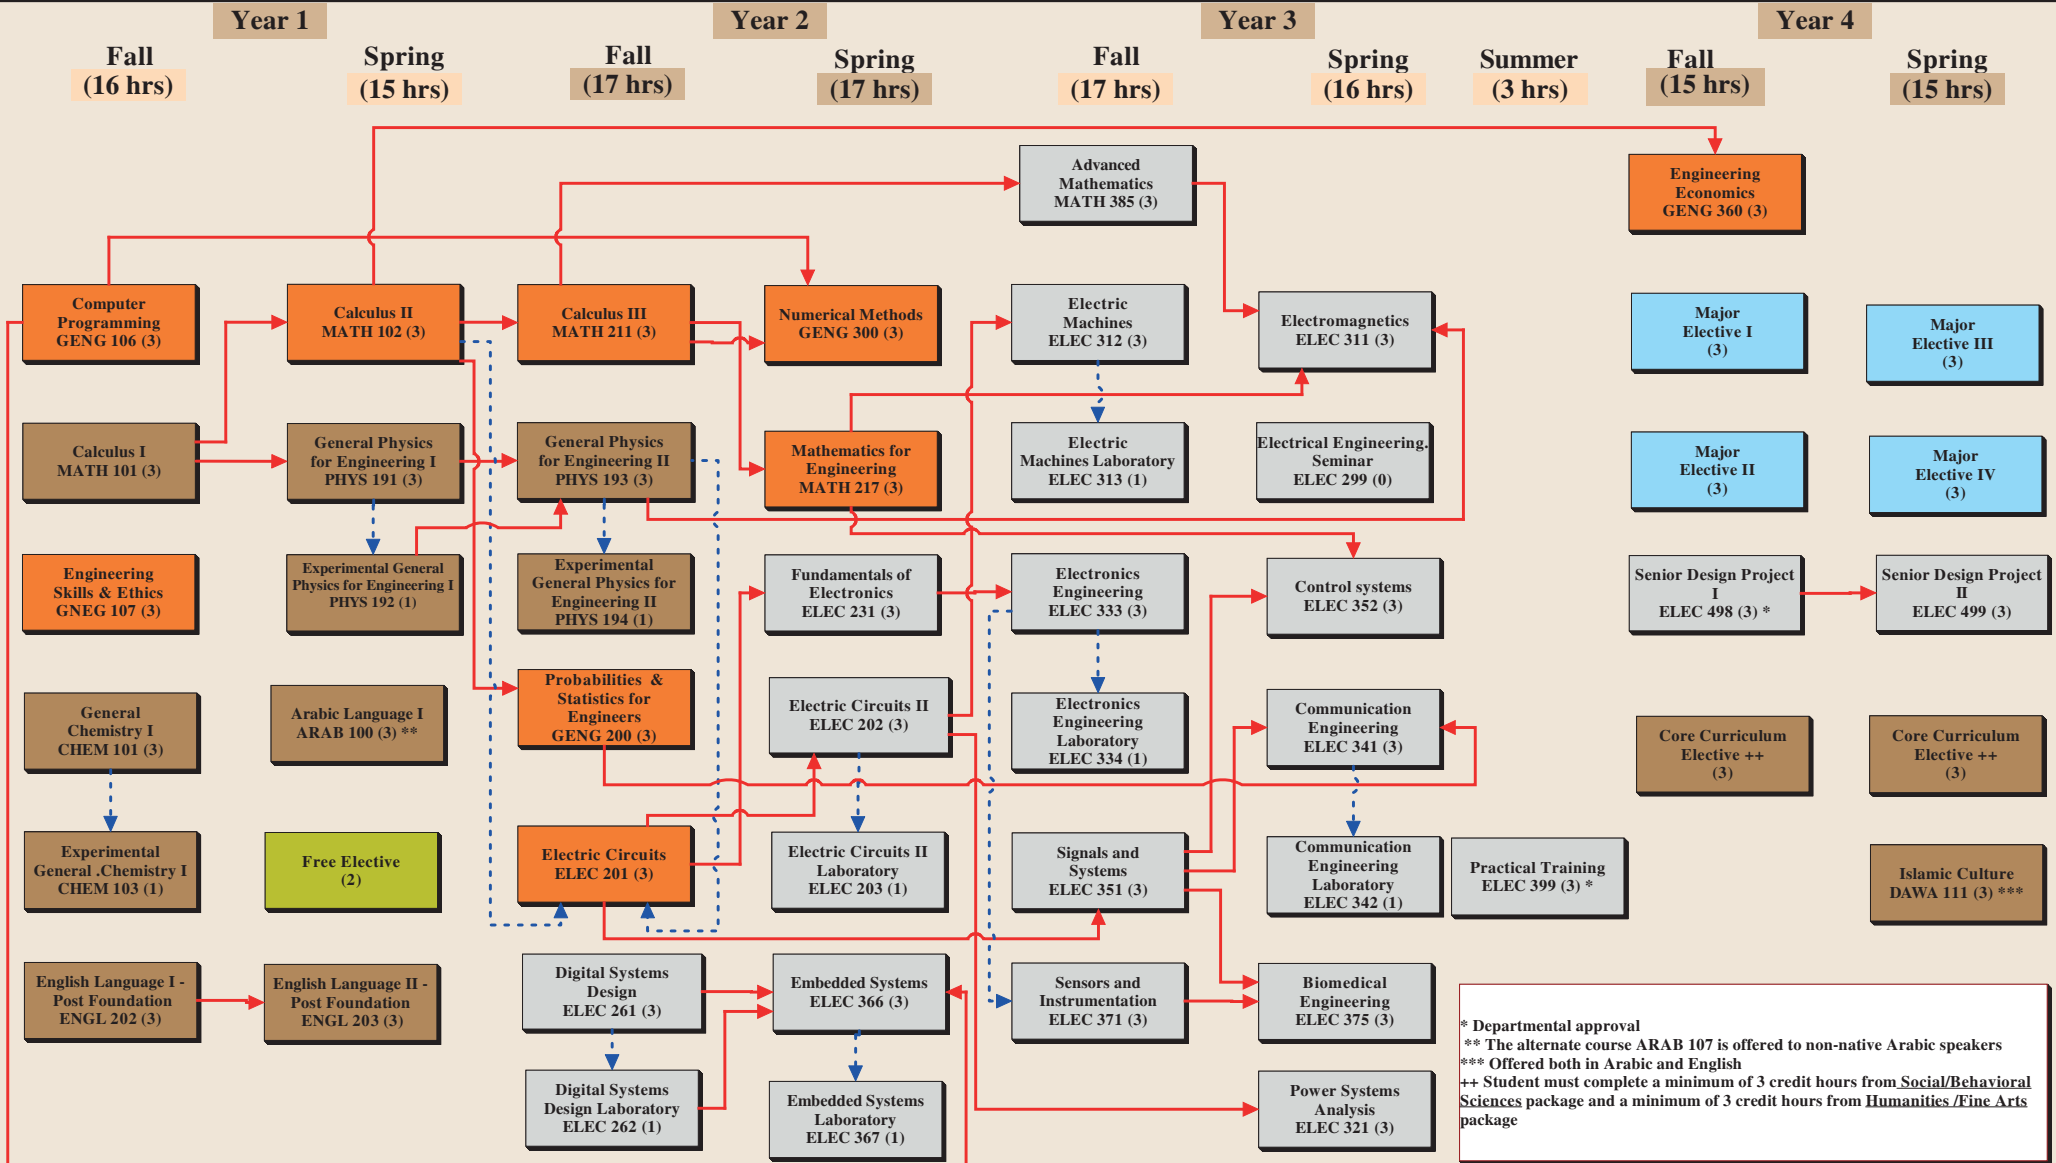 Year 1
Year 2
Year 3
Year 4
Fall
(16 hrs)
Spring
(15 hrs)
Fall
(17 hrs)
Spring
(17 hrs)
Fall
(17 hrs)
Spring
(16 hrs)
Summer
(3 hrs)
Fall
(15 hrs)
Spring
(15 hrs)
Computer
Programming
GENG 106 (3)
Calculus I
MATH 101 (3)
Engineering
Skills & Ethics
GNEG 107 (3)
General
Chemistry I
CHEM 101 (3)
Experimental
General .Chemistry I
CHEM 103 (1)
English Language I -
Post Foundation
ENGL 202 (3)
Calculus II
MATH 102 (3)
General Physics
for Engineering I
PHYS 191 (3)
Experimental General
Physics for Engineering I
PHYS 192 (1)
Arabic Language I
ARAB 100 (3) **
Free Elective
(2)
English Language II -
Post Foundation
ENGL 203 (3)
Calculus III
MATH 211 (3)
General Physics
for Engineering II
PHYS 193 (3)
Experimental
General Physics for
Engineering II
PHYS 194 (1)
Probabilities &
Statistics for
Engineers
GENG 200 (3)
Electric Circuits
ELEC 201 (3)
Digital Systems
Design
ELEC 261 (3)
Digital Systems
Design Laboratory
ELEC 262 (1)
Numerical Methods
GENG 300 (3)
Mathematics for
Engineering
MATH 217 (3)
Fundamentals of
Electronics
ELEC 231 (3)
Electric Circuits II
ELEC 202 (3)
Electric Circuits II
Laboratory
ELEC 203 (1)
Embedded Systems
ELEC 366 (3)
Embedded Systems
Laboratory
ELEC 367 (1)
Advanced
Mathematics
MATH 385 (3)
Electric
Machines
ELEC 312 (3)
Electric
Machines Laboratory
ELEC 313 (1)
Electronics
Engineering
ELEC 333 (3)
Electronics
Engineering
Laboratory
ELEC 334 (1)
Signals and
Systems
ELEC 351 (3)
Sensors and
Instrumentation
ELEC 371 (3)
Electromagnetics
ELEC 311 (3)
Electrical Engineering.
Seminar
ELEC 299 (0)
Control systems
ELEC 352 (3)
Communication
Engineering
ELEC 341 (3)
Communication
Engineering
Laboratory
ELEC 342 (1)
Biomedical
Engineering
ELEC 375 (3)
Power Systems
Analysis
ELEC 321 (3)
Practical Training
ELEC 399 (3) *
Engineering
Economics
GENG 360 (3)
Major
Elective I
(3)
Major
Elective II
(3)
Senior Design Project
I
ELEC 498 (3) *
Core Curriculum
Elective ++
(3)
Major
Elective III
(3)
Major
Elective IV
(3)
Senior Design Project
II
ELEC 499 (3)
Core Curriculum
Elective ++
(3)
Islamic Culture
DAWA 111 (3) ***
* Departmental approval
** The alternate course ARAB 107 is offered to non-native Arabic speakers
*** Offered both in Arabic and English
++ Student must complete a minimum of 3 credit hours from Social/Behavioral
Sciences package and a minimum of 3 credit hours from Humanities /Fine Arts
package